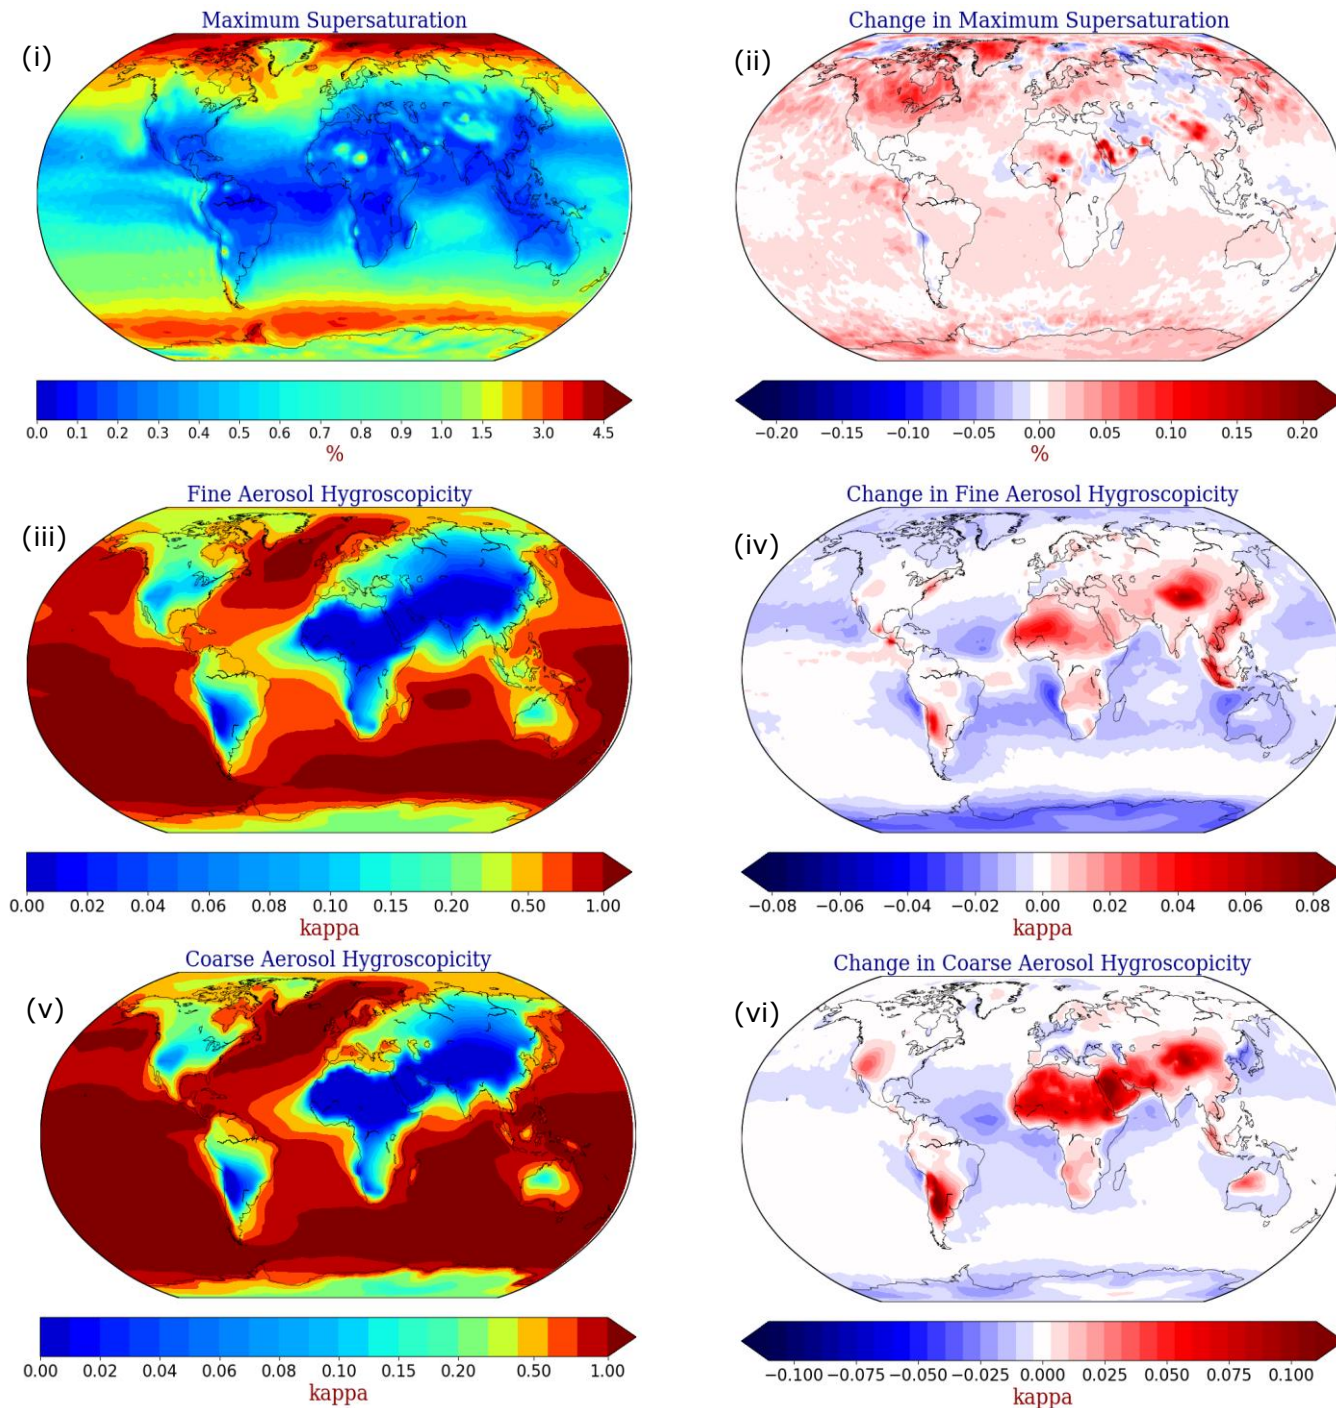 Maximum Supersaturation
(i)
0.0 0.1 0.2 0.3 0.4 0.5 0.6 0.7 0.8 0.9 1.0 1.5 3.0 4.5
%
Change in Maximum Supersaturation
(ii)
−0.20 −0.15 −0.10 −0.05 0.00 0.05 0.10 0.15 0.20
%
Fine Aerosol Hygroscopicity
(iii)
0.00 0.02 0.04 0.06 0.08 0.10 0.15 0.20 0.50 1.00
kappa
Change in Fine Aerosol Hygroscopicity
(iv)
−0.08 −0.06 −0.04 −0.02 0.00 0.02 0.04 0.06 0.08
kappa
Coarse Aerosol Hygroscopicity
(v)
0.00 0.02 0.04 0.06 0.08 0.10 0.15 0.20 0.50 1.00
kappa
Change in Coarse Aerosol Hygroscopicity
(vi)
−0.100 −0.075 −0.050 −0.025 0.000 0.025 0.050 0.075 0.100
kappa